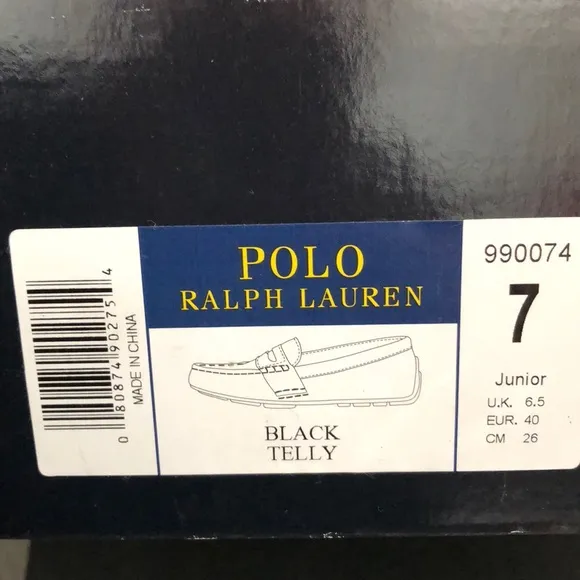 0 80874 90275 4
MADE IN CHINA
POLO
RALPH LAUREN
BLACK
TELLY
990074
7
Junior
U.K. 6.5
EUR. 40
CM 26